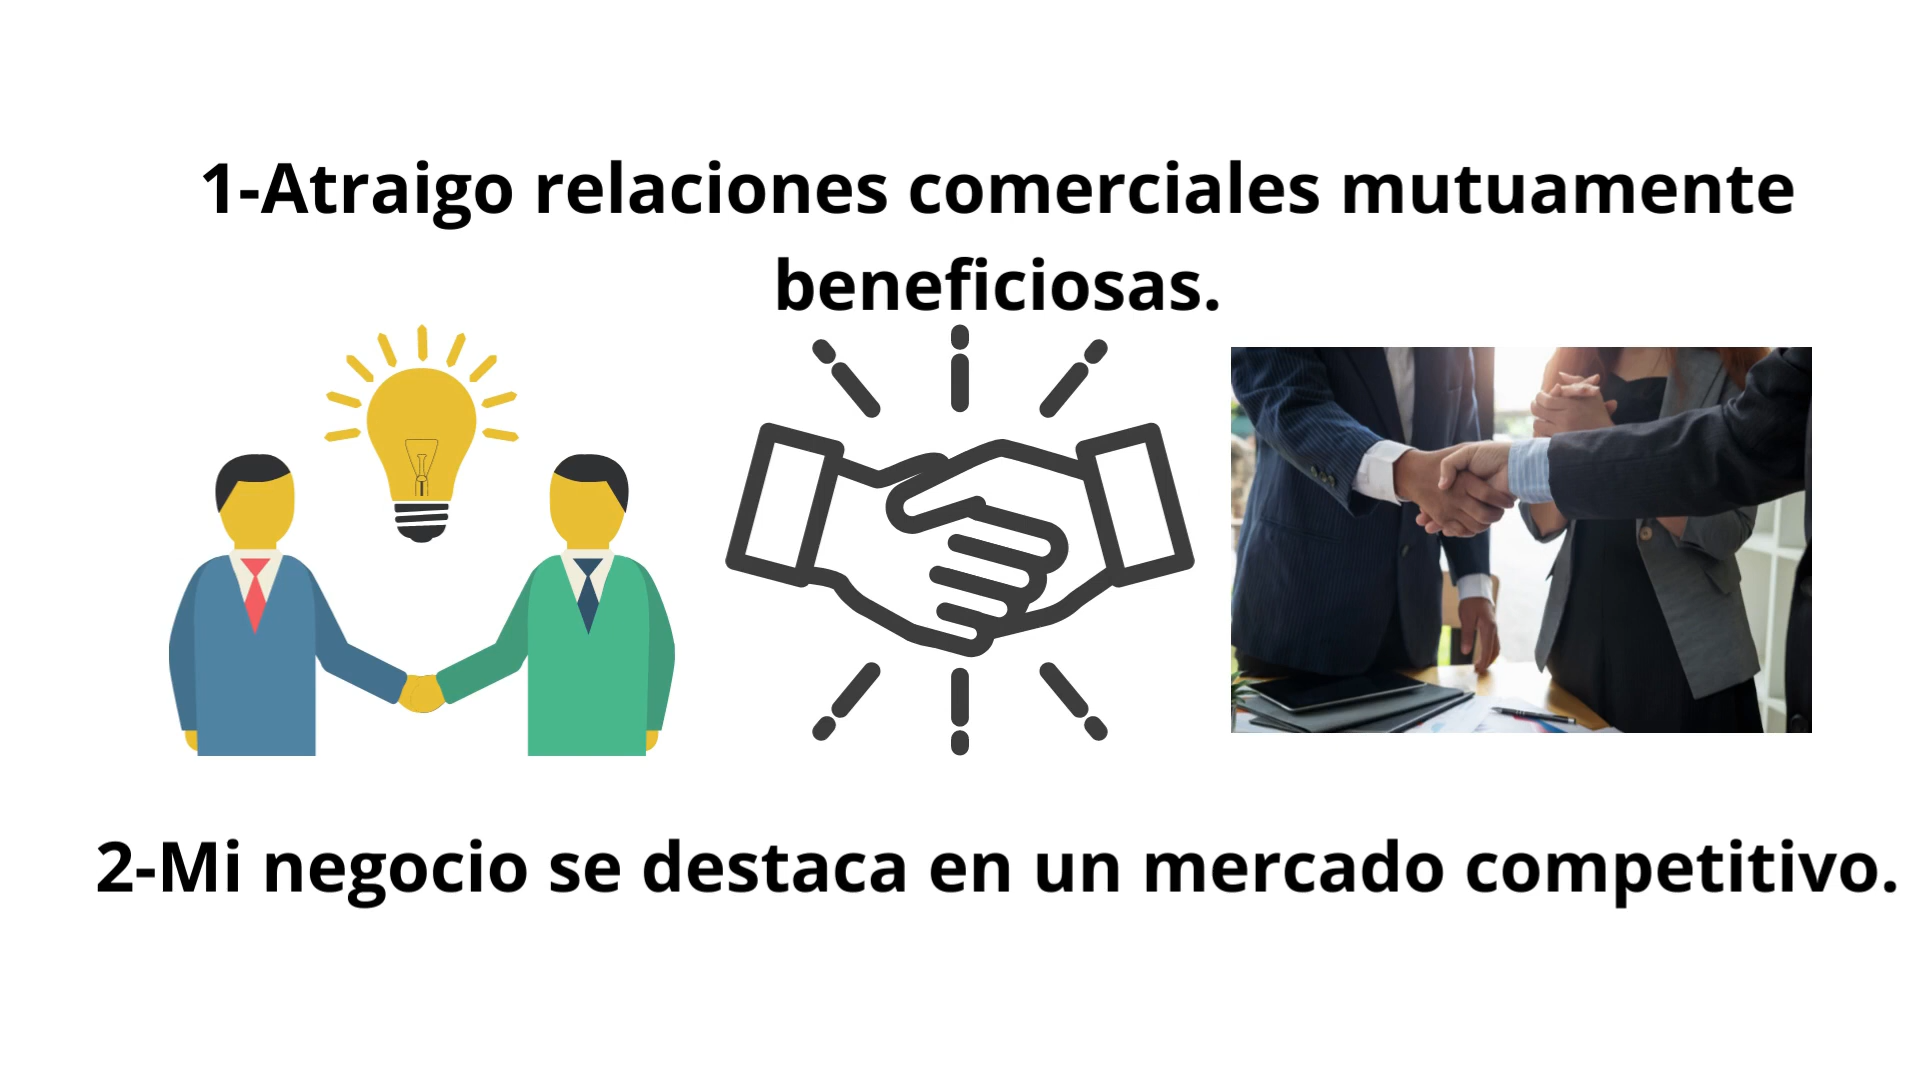 1-Atraigo relaciones comerciales mutuamente
beneficiosas.
2-Mi negocio se destaca en un mercado competitivo.